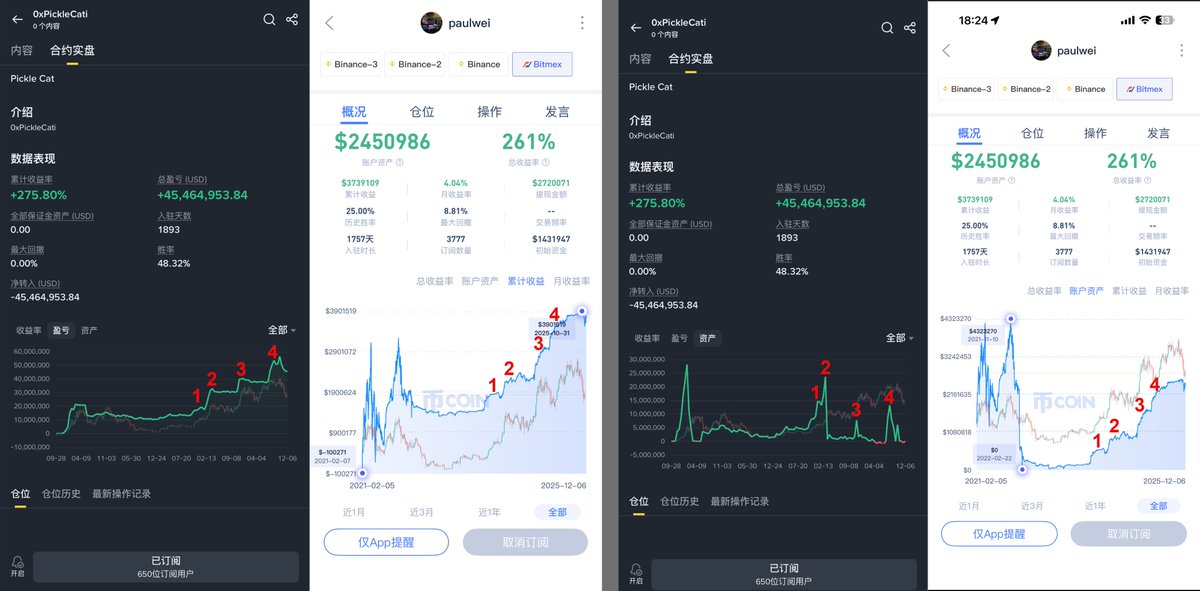 0xPickleCati
0 个内容
内容 合约实盘
Pickle Cat
介绍
0xPickleCati
数据表现
累计收益率 总盈亏 (USD)
+275.80% +45,464,953.84
全部保证金资产 (USD) 入驻天数
0.00 1893
最大回撤 胜率
0.00% 48.32%
净转入 (USD)
-45,464,953.84
收益率 盈亏 资产 全部
60,000,000
50,000,000
40,000,000
30,000,000
20,000,000
10,000,000
0
-10,000,000
1 2 3 4
09-28 04-09 11-03 05-30 12-24 07-20 02-13 09-08 04-04 12-06
仓位 仓位历史 最新操作记录
开启
已订阅
650位订阅用户
paulwei
Binance-3 Binance-2 Binance Bitmex
概况 仓位 操作 发言
$2450986 261%
账户资产 总收益率
$3739109 4.04% $2720071
累计收益 月收益率 提现金额
25.00% 8.81% --
历史胜率 最大回撤 交易频率
1757天 3777 $1431947
入驻时长 订阅数量 初始资金
总收益率 账户资产 累计收益 月收益率
$3901519
$2901072
$1900624
$900177
$-100271
$3901519
2025-10-31
$-100271
2021-02-07
1 2 3 4
币COIN
2021-02-05 2025-12-06
近1月 近3月 近1年 全部
仅App提醒 取消订阅
0xPickleCati
0 个内容
内容 合约实盘
Pickle Cat
介绍
0xPickleCati
数据表现
累计收益率 总盈亏 (USD)
+275.80% +45,464,953.84
全部保证金资产 (USD) 入驻天数
0.00 1893
最大回撤 胜率
0.00% 48.32%
净转入 (USD)
-45,464,953.84
收益率 盈亏 资产 全部
30,000,000
25,000,000
20,000,000
15,000,000
10,000,000
5,000,000
0
-5,000,000
1 2 3 4
09-28 04-09 11-03 05-30 12-24 07-20 02-13 09-08 04-04 12-06
仓位 仓位历史 最新操作记录
开启
已订阅
650位订阅用户
18:24 33
paulwei
Binance-3 Binance-2 Binance Bitmex
概况 仓位 操作 发言
$2450986 261%
账户资产 总收益率
$3739109 4.04% $2720071
累计收益 月收益率 提现金额
25.00% 8.81% --
历史胜率 最大回撤 交易频率
1757天 3777 $1431947
入驻时长 订阅数量 初始资金
总收益率 账户资产 累计收益 月收益率
$4323270
$3242453
$2161635
$1080818
$0
$4323270
2021-11-10
$0
2022-02-22
1 2 3 4
币COIN
2021-02-05 2025-12-06
近1月 近3月 近1年 全部
仅App提醒 取消订阅